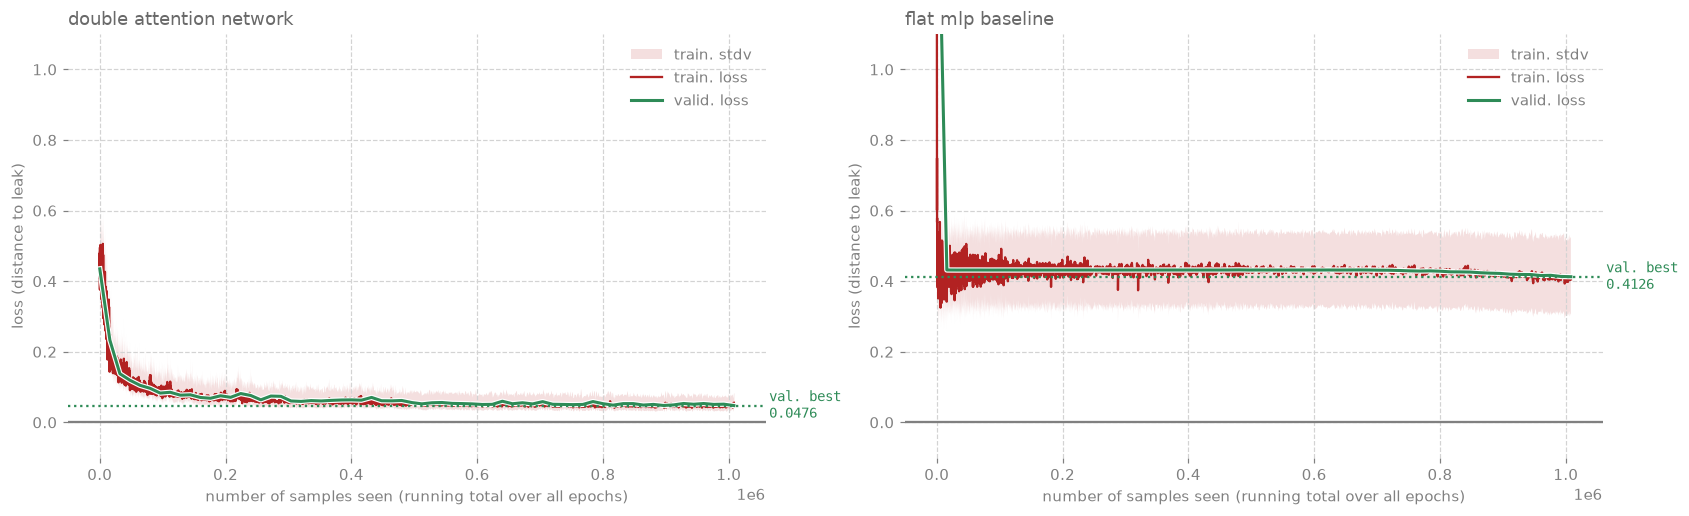 double attention network
train. stdv
train. loss
valid. loss
1.0
0.8
0.6
0.4
0.2
0.0
loss (distance to leak)
val. best
0.0476
0.0 0.2 0.4 0.6 0.8 1.0
1e6
number of samples seen (running total over all epochs)
flat mlp baseline
train. stdv
train. loss
valid. loss
1.0
0.8
0.6
0.4
0.2
0.0
loss (distance to leak)
val. best
0.4126
0.0 0.2 0.4 0.6 0.8 1.0
1e6
number of samples seen (running total over all epochs)